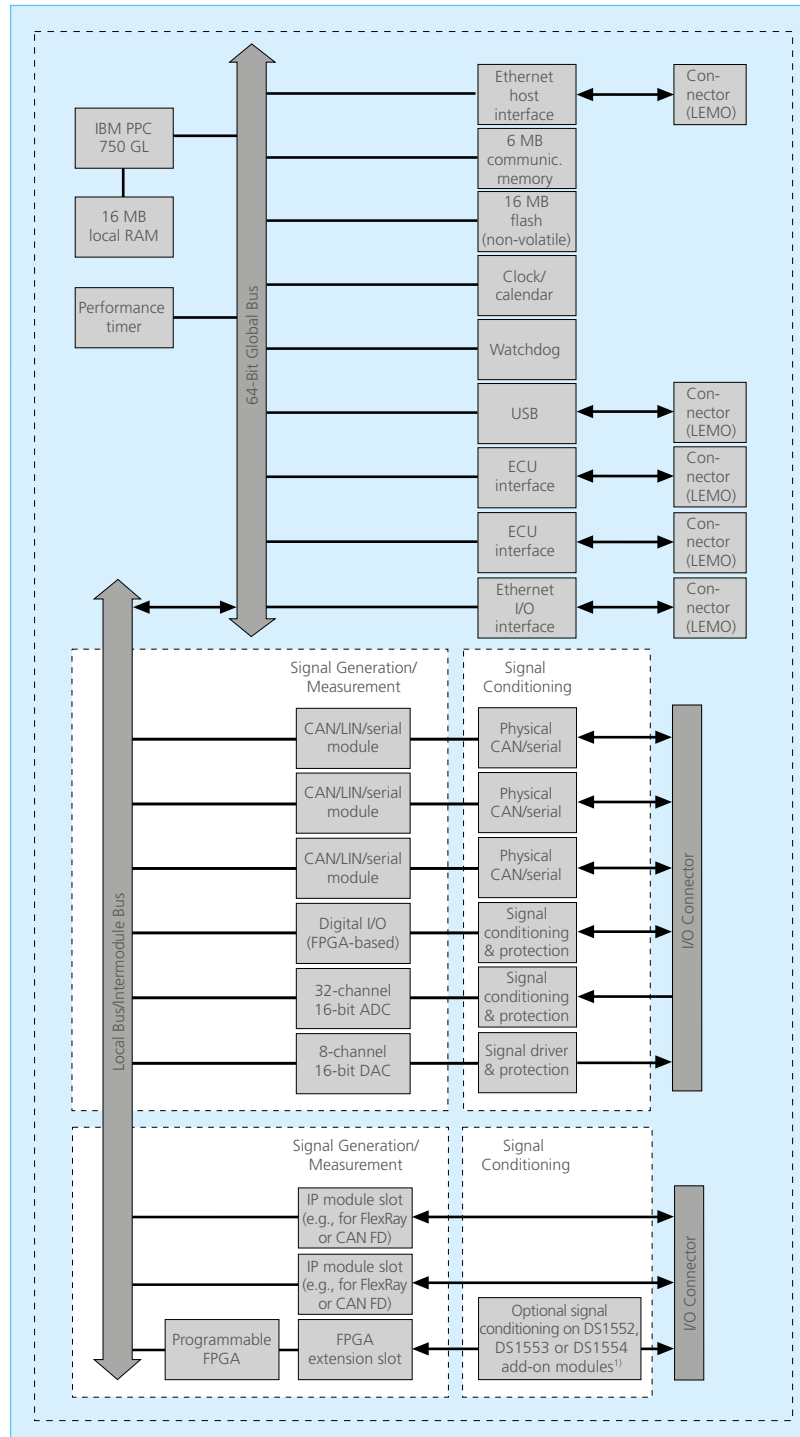 Ethernet
host
interface
Con-
nector
(LEMO)
IBM PPC
750 GL
6 MB
communic.
memory
16 MB
local RAM
16 MB
flash
(non-volatile)
Clock/
calendar
Performance
timer
64-Bit Global Bus
Watchdog
USB
Con-
nector
(LEMO)
ECU
interface
Con-
nector
(LEMO)
ECU
interface
Con-
nector
(LEMO)
Ethernet
I/O
interface
Con-
nector
(LEMO)
Local Bus/Intermodule Bus
Signal Generation/
Measurement
Signal
Conditioning
CAN/LIN/serial
module
Physical
CAN/serial
CAN/LIN/serial
module
Physical
CAN/serial
CAN/LIN/serial
module
Physical
CAN/serial
I/O Connector
Digital I/O
(FPGA-based)
Signal
conditioning
& protection
32-channel
16-bit ADC
Signal
conditioning
& protection
8-channel
16-bit DAC
Signal driver
& protection
Signal Generation/
Measurement
Signal
Conditioning
IP module slot
(e.g., for FlexRay
or CAN FD)
IP module slot
(e.g., for FlexRay
or CAN FD)
I/O Connector
Programmable
FPGA
FPGA
extension slot
Optional signal
conditioning on DS1552,
DS1553 or DS1554
add-on modules¹⁾